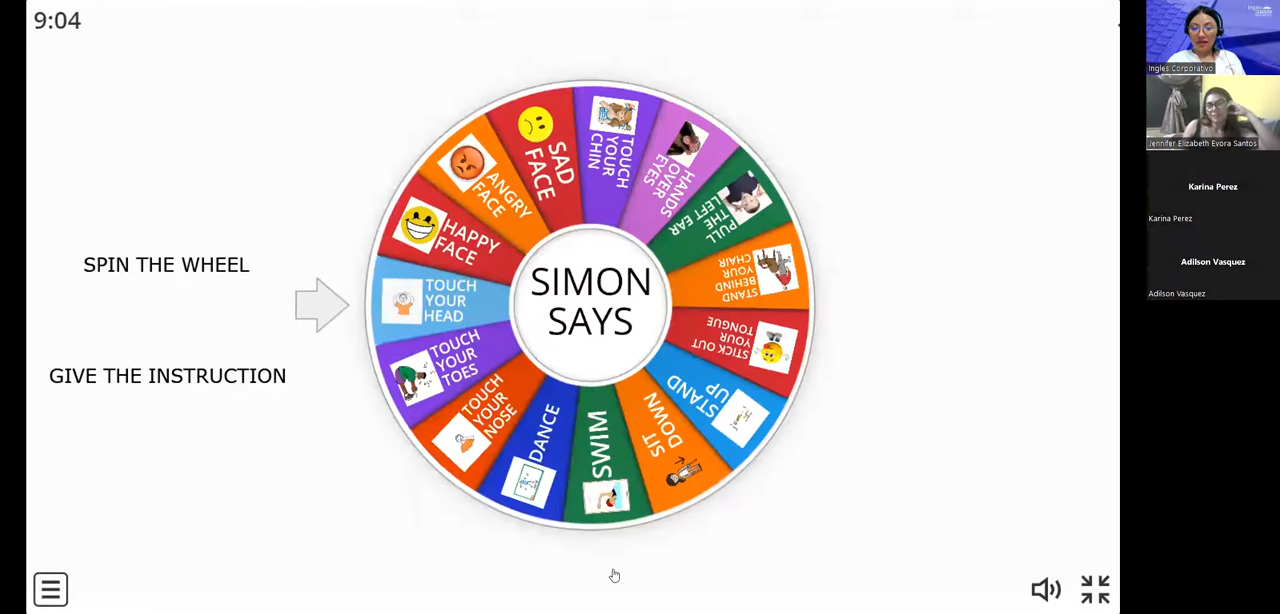 9:04
SPIN THE WHEEL
GIVE THE INSTRUCTION
SIMON
SAYS
SAD
FACE
TOUCH
YOUR
CHIN
HANDS
OVER
EYES
PULL
THE
LEFT EAR
STAND
BEHIND
YOUR
CHAIR
STICK OUT
YOUR
TONGUE
STAND
UP
SIT
DOWN
SWIM
DANCE
TOUCH
YOUR
NOSE
TOUCH
YOUR
TOES
TOUCH
YOUR
HEAD
HAPPY
FACE
ANGRY
FACE
Ingles Corporativo
Jennifer Elizabeth Evora Santos
Karina Perez
Karina Perez
Adilson Vasquez
Adilson Vasquez